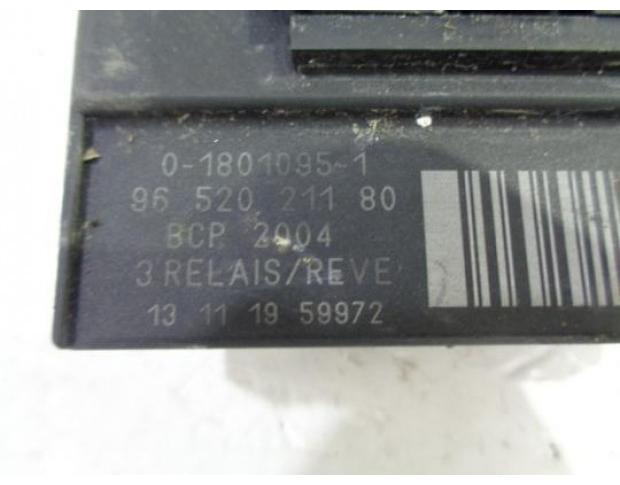 0-1801095-1
96 520 211 80
BCP 2004
3 RELAIS/REVE
13 11 19 59972